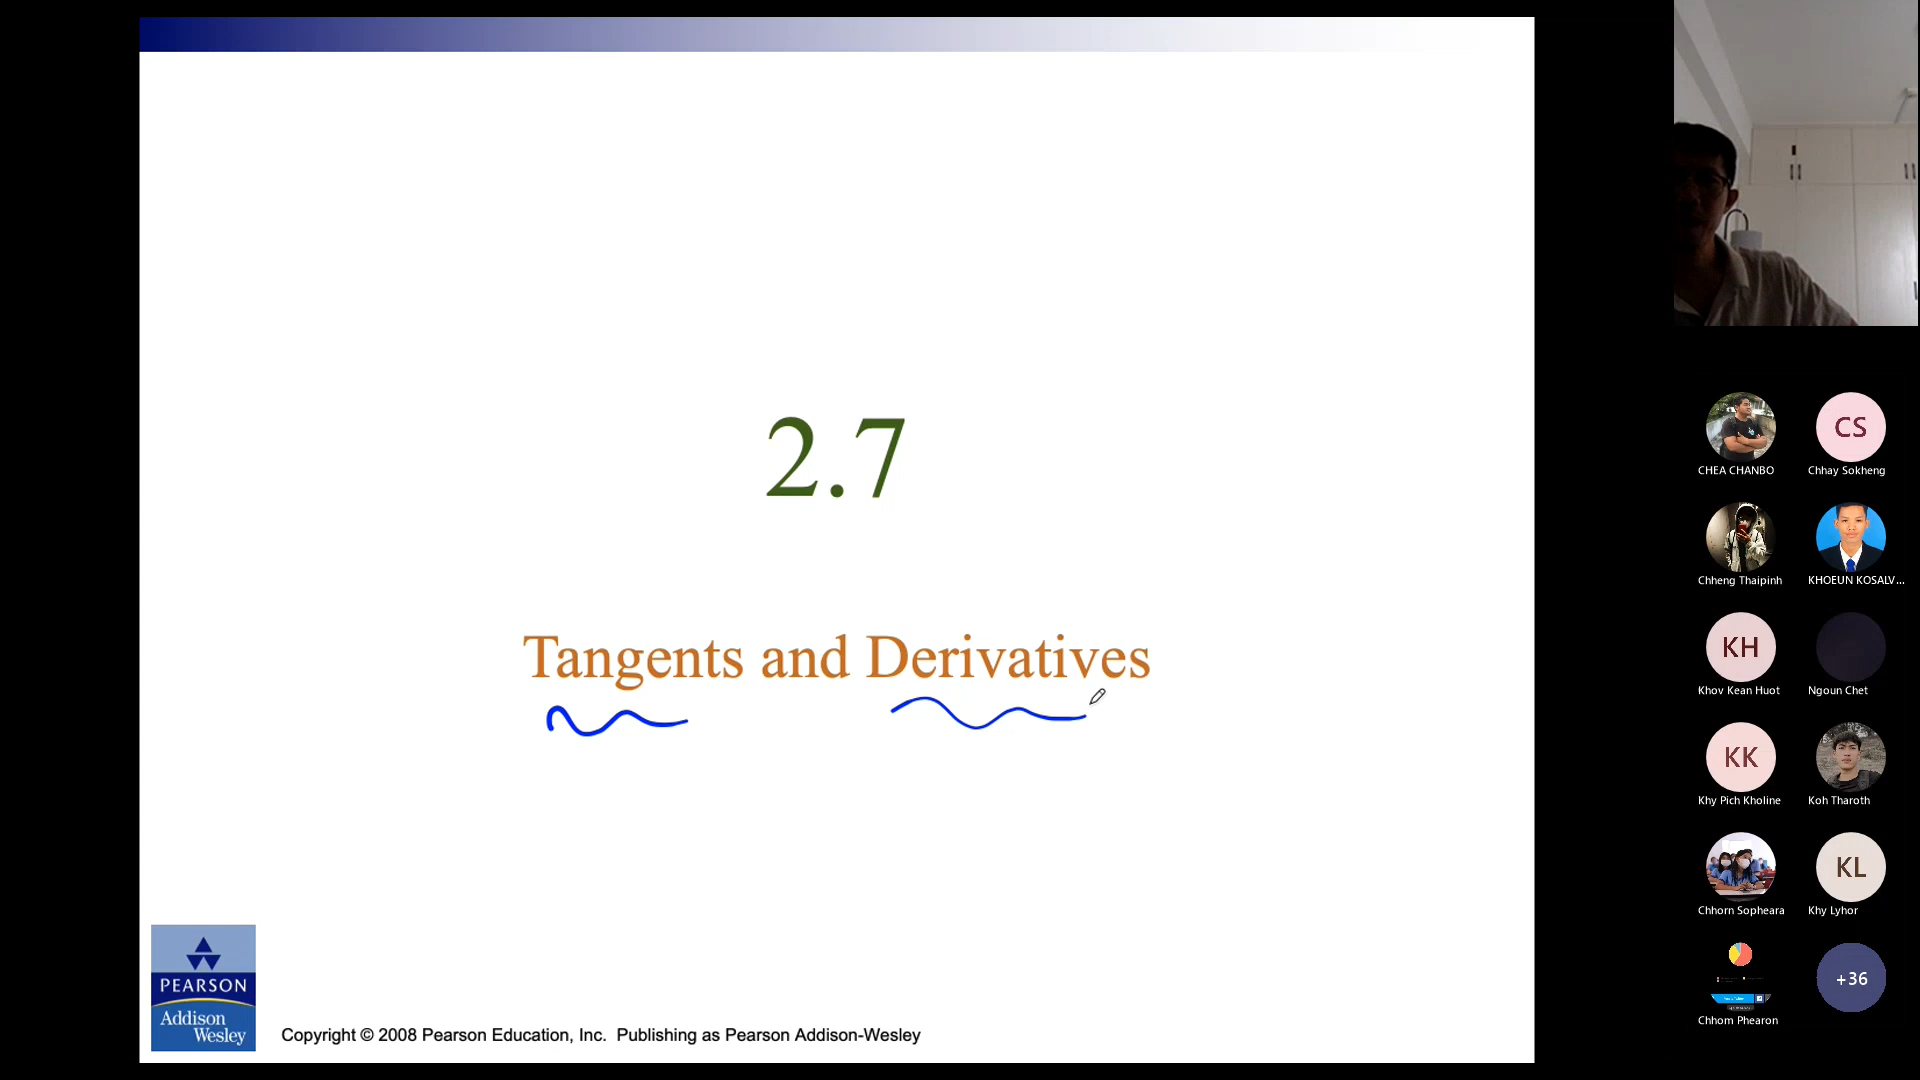 2.7
Tangents and Derivatives
PEARSON
Addison
Wesley
Copyright © 2008 Pearson Education, Inc. Publishing as Pearson Addison-Wesley
CHEA CHANBO
CS
Chhay Sokheng
Chheng Thaipinh
KHOEUN KOSALV...
KH
Khov Kean Huot
Ngoun Chet
KK
Khy Pich Kholine
Koh Tharoth
Chhorn Sopheara
KL
Khy Lyhor
Chhom Phearon
+36